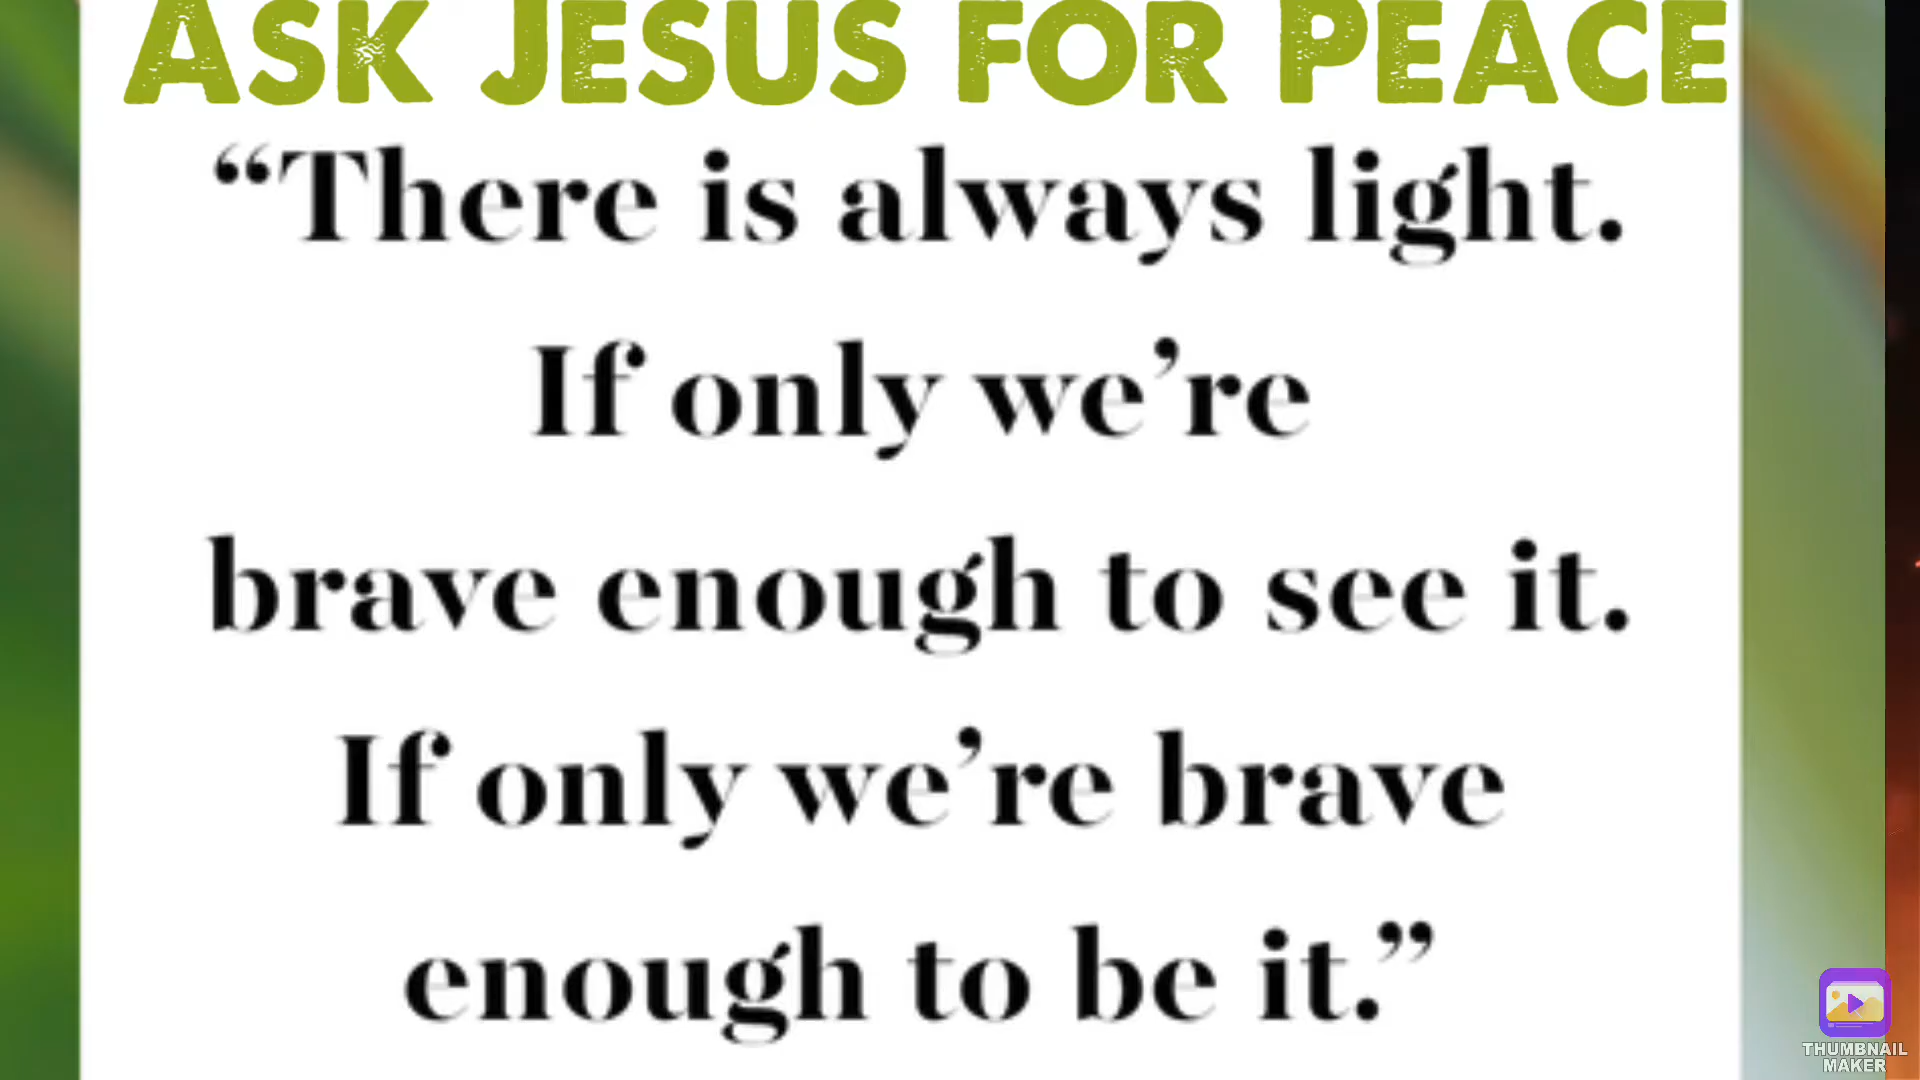 ASK JESUS FOR PEACE
“There is always light.
If only we’re
brave enough to see it.
If only we’re brave
enough to be it.”
THUMBNAIL
MAKER